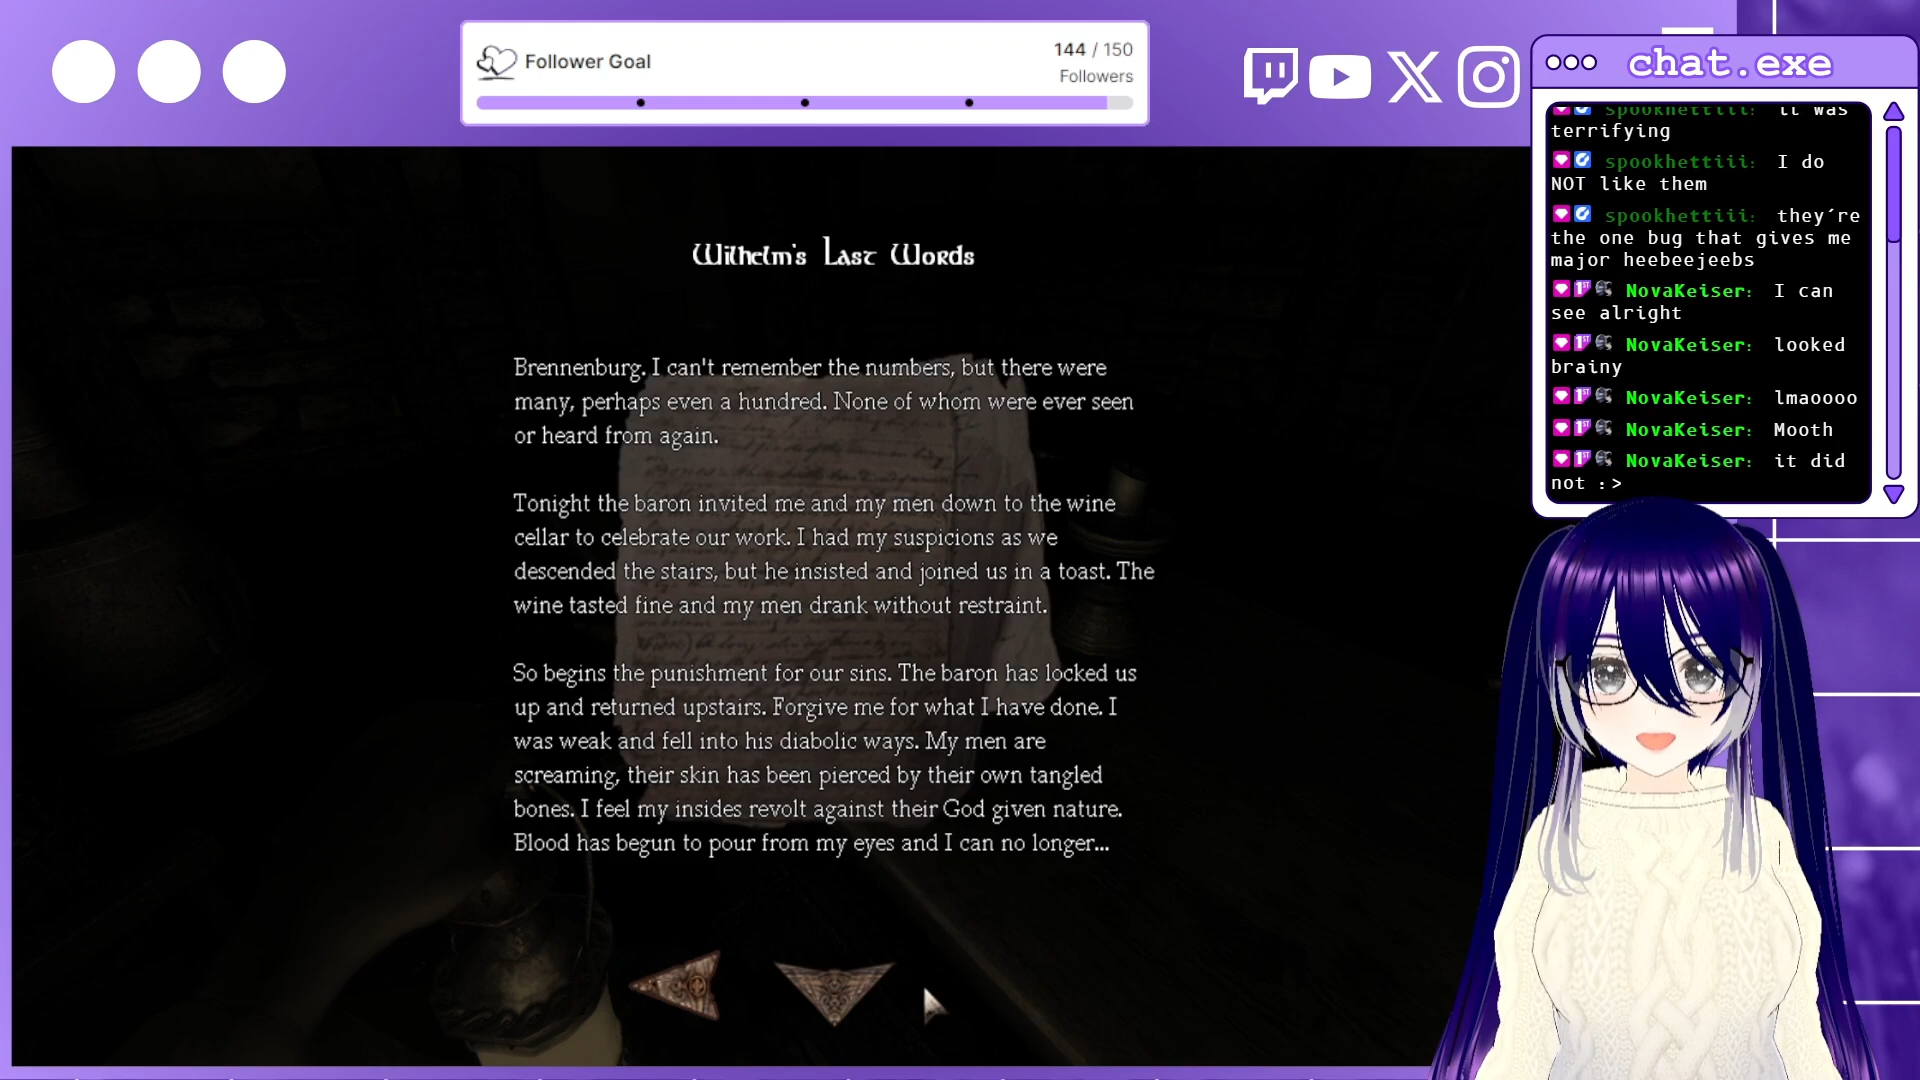 Follower Goal
144 / 150
Followers
chat.exe
spookhettiii: it was
terrifying
spookhettiii: I do
NOT like them
spookhettiii: they´re
the one bug that gives me
major heebeejeebs
NovaKeiser: I can
see alright
NovaKeiser: looked
brainy
NovaKeiser: lmaoooo
NovaKeiser: Mooth
NovaKeiser: it did
not :>
Wilhelm's Last Words
Brennenburg. I can't remember the numbers, but there were
many, perhaps even a hundred. None of whom were ever seen
or heard from again.
Tonight the baron invited me and my men down to the wine
cellar to celebrate our work. I had my suspicions as we
descended the stairs, but he insisted and joined us in a toast. The
wine tasted fine and my men drank without restraint.
So begins the punishment for our sins. The baron has locked us
up and returned upstairs. Forgive me for what I have done. I
was weak and fell into his diabolic ways. My men are
screaming, their skin has been pierced by their own tangled
bones. I feel my insides revolt against their God given nature.
Blood has begun to pour from my eyes and I can no longer...